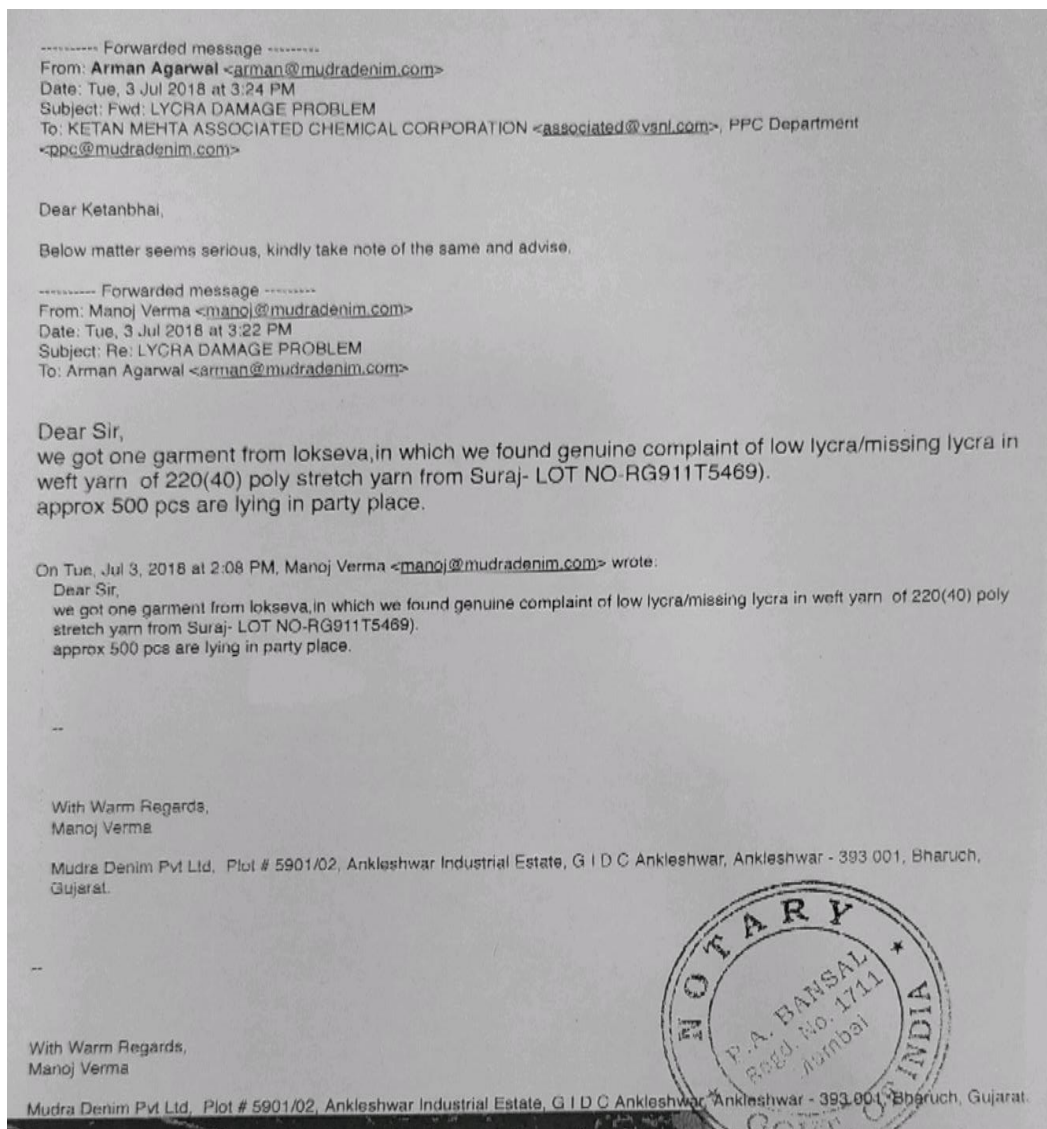 ---------- Forwarded message ---------
From: Arman Agarwal <arman@mudradenim.com>
Date: Tue, 3 Jul 2018 at 3:24 PM
Subject: Fwd: LYCRA DAMAGE PROBLEM
To: KETAN MEHTA ASSOCIATED CHEMICAL CORPORATION <associated@vsnl.com>, PPC Department
<ppc@mudradenim.com>
Dear Ketanbhai,
Below matter seems serious, kindly take note of the same and advise.
---------- Forwarded message ---------
From: Manoj Verma <manoj@mudradenim.com>
Date: Tue, 3 Jul 2018 at 3:22 PM
Subject: Re: LYCRA DAMAGE PROBLEM
To: Arman Agarwal <arman@mudradenim.com>
Dear Sir,
we got one garment from lokseva,in which we found genuine complaint of low lycra/missing lycra in
weft yarn of 220(40) poly stretch yarn from Suraj- LOT NO-RG911T5469).
approx 500 pcs are lying in party place.
On Tue, Jul 3, 2018 at 2:08 PM, Manoj Verma <manoj@mudradenim.com> wrote:
Dear Sir,
we got one garment from lokseva,in which we found genuine complaint of low lycra/missing lycra in weft yarn of 220(40) poly
stretch yarn from Suraj- LOT NO-RG911T5469).
approx 500 pcs are lying in party place.
--
With Warm Regards,
Manoj Verma
Mudra Denim Pvt Ltd, Plot # 5901/02, Ankleshwar Industrial Estate, G I D C Ankleshwar, Ankleshwar - 393 001, Bharuch,
Gujarat.
--
With Warm Regards,
Manoj Verma
Mudra Denim Pvt Ltd, Plot # 5901/02, Ankleshwar Industrial Estate, G I D C Ankleshwar, Ankleshwar - 393 001, Bharuch, Gujarat.
NOTARY
P.A. BANSAL
Regd. No. 1711
Mumbai
GOVT. OF INDIA